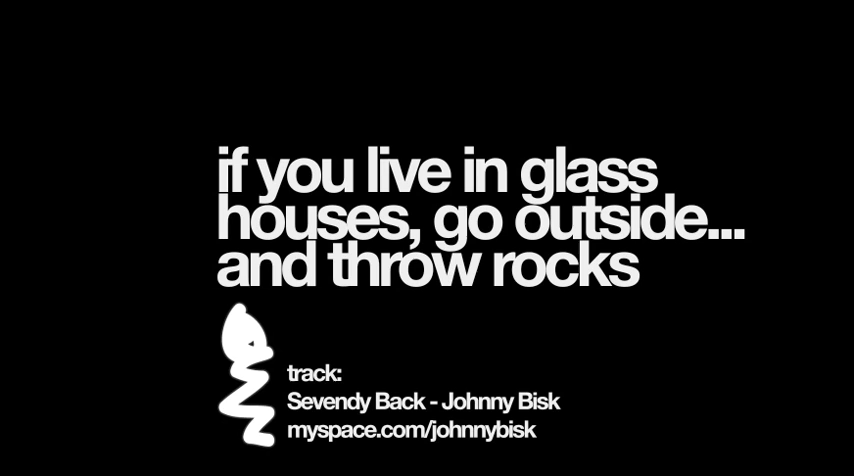 if you live in glass
houses, go outside...
and throw rocks
track:
Sevendy Back - Johnny Bisk
myspace.com/johnnybisk